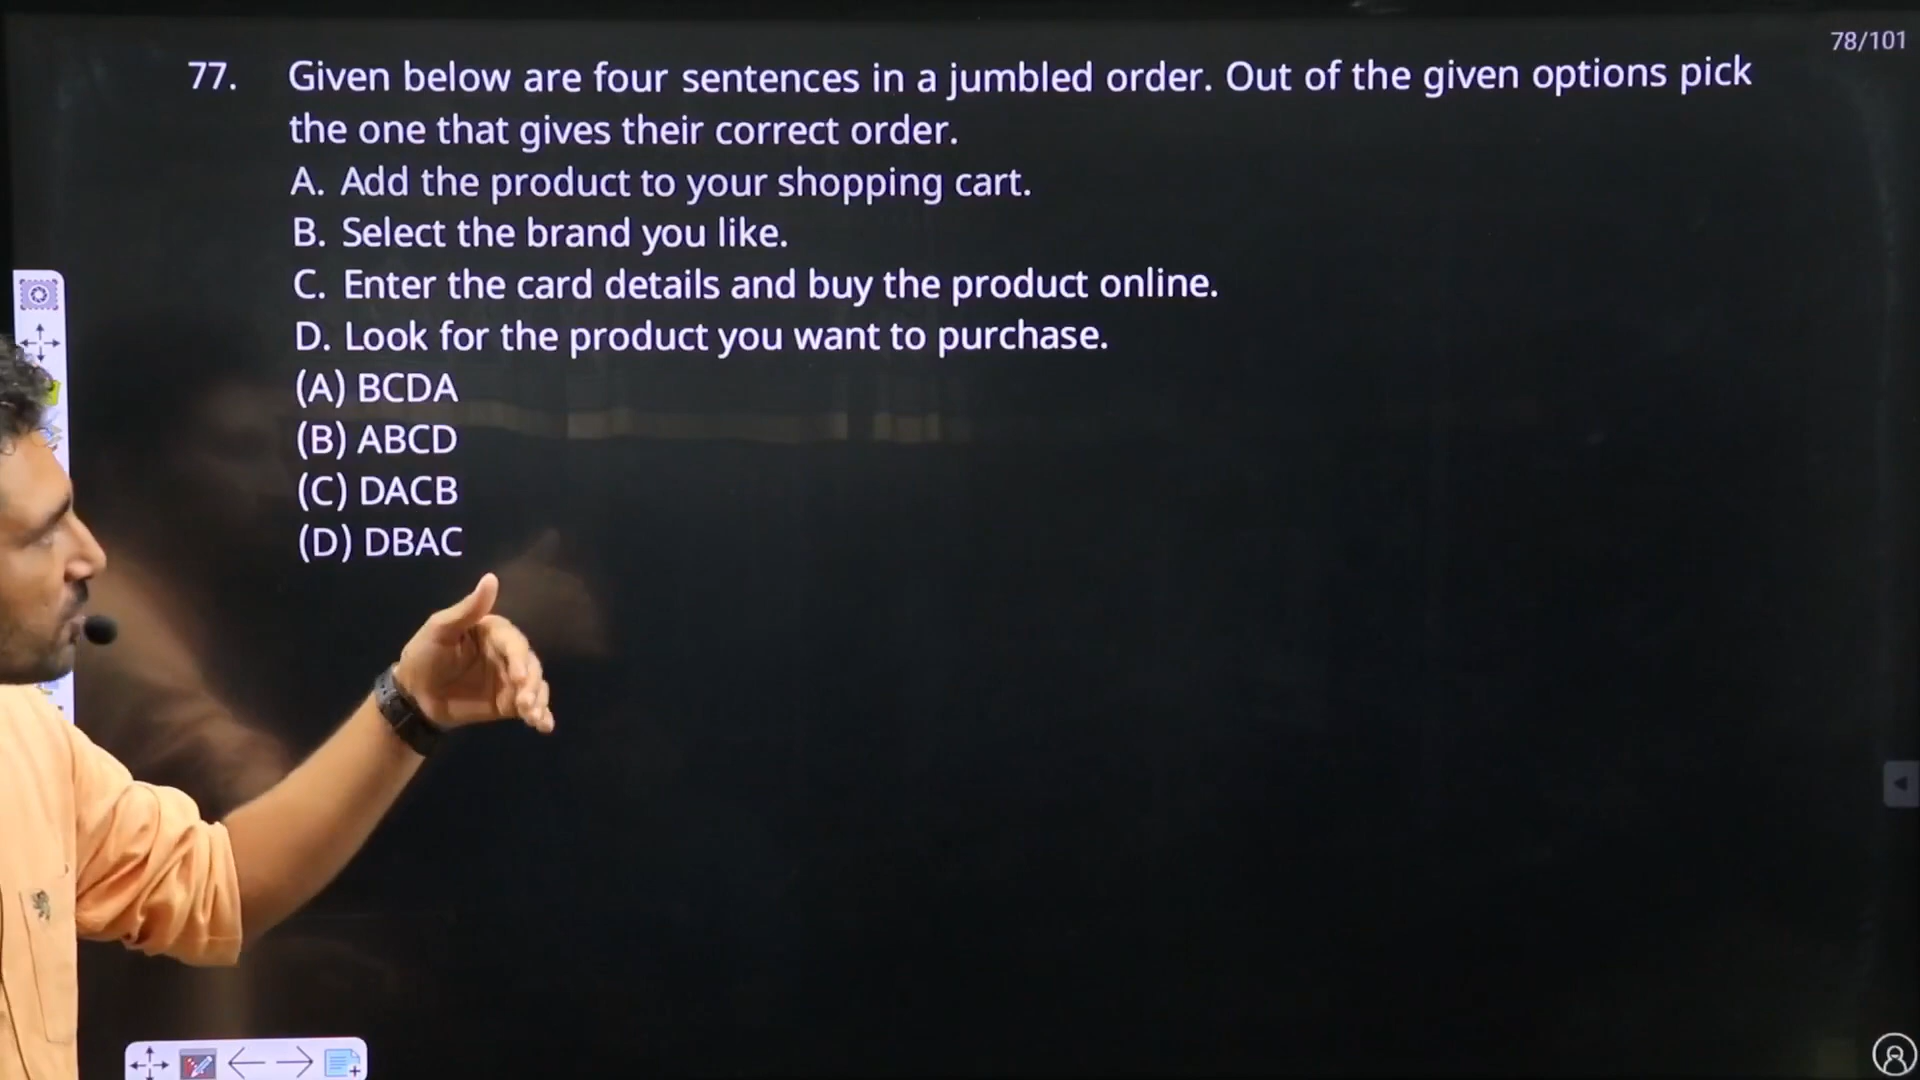 78/101
77. Given below are four sentences in a jumbled order. Out of the given options pick
the one that gives their correct order.
A. Add the product to your shopping cart.
B. Select the brand you like.
C. Enter the card details and buy the product online.
D. Look for the product you want to purchase.
(A) BCDA
(B) ABCD
(C) DACB
(D) DBAC